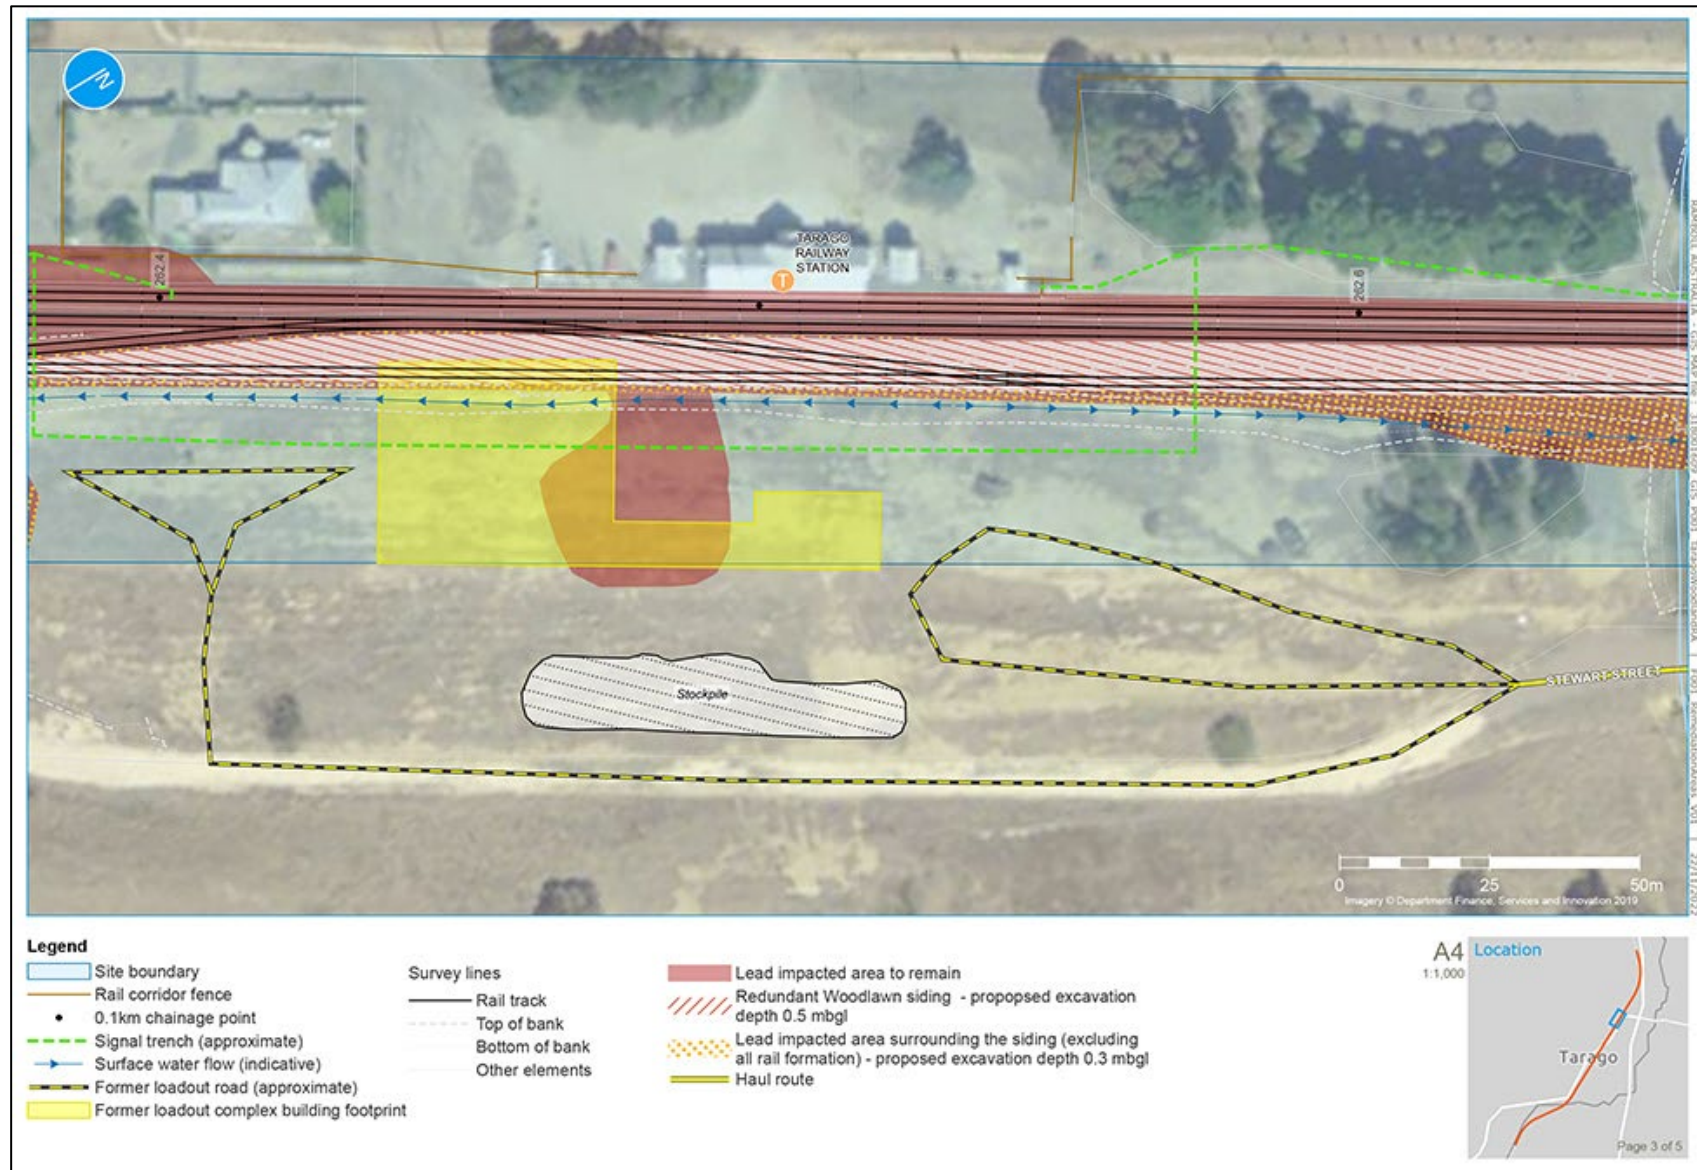 N
TARAGO
RAILWAY
STATION
T
262.4
262.6
Stockpile
STEWART STREET
0 25 50m
Imagery © Department Finance, Services and Innovation 2019
Legend
Site boundary
Rail corridor fence
0.1km chainage point
Signal trench (approximate)
Surface water flow (indicative)
Former loadout road (approximate)
Former loadout complex building footprint
Survey lines
Rail track
Top of bank
Bottom of bank
Other elements
Lead impacted area to remain
Redundant Woodlawn siding - propopsed excavation
depth 0.5 mbgl
Lead impacted area surrounding the siding (excluding
all rail formation) - proposed excavation depth 0.3 mbgl
Haul route
A4
1:1,000
Location
Tarago
Page 3 of 5